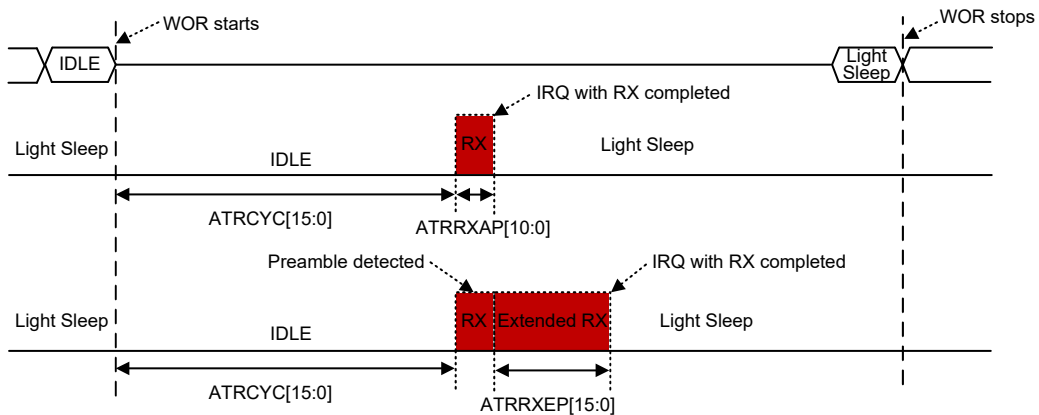 WOR starts
WOR stops
IDLE
Light
Sleep
IRQ with RX completed
Light Sleep
IDLE
RX
Light Sleep
ATRCYC[15:0]
ATRRXAP[10:0]
Preamble detected
IRQ with RX completed
Light Sleep
IDLE
RX
Extended RX
Light Sleep
ATRCYC[15:0]
ATRRXEP[15:0]